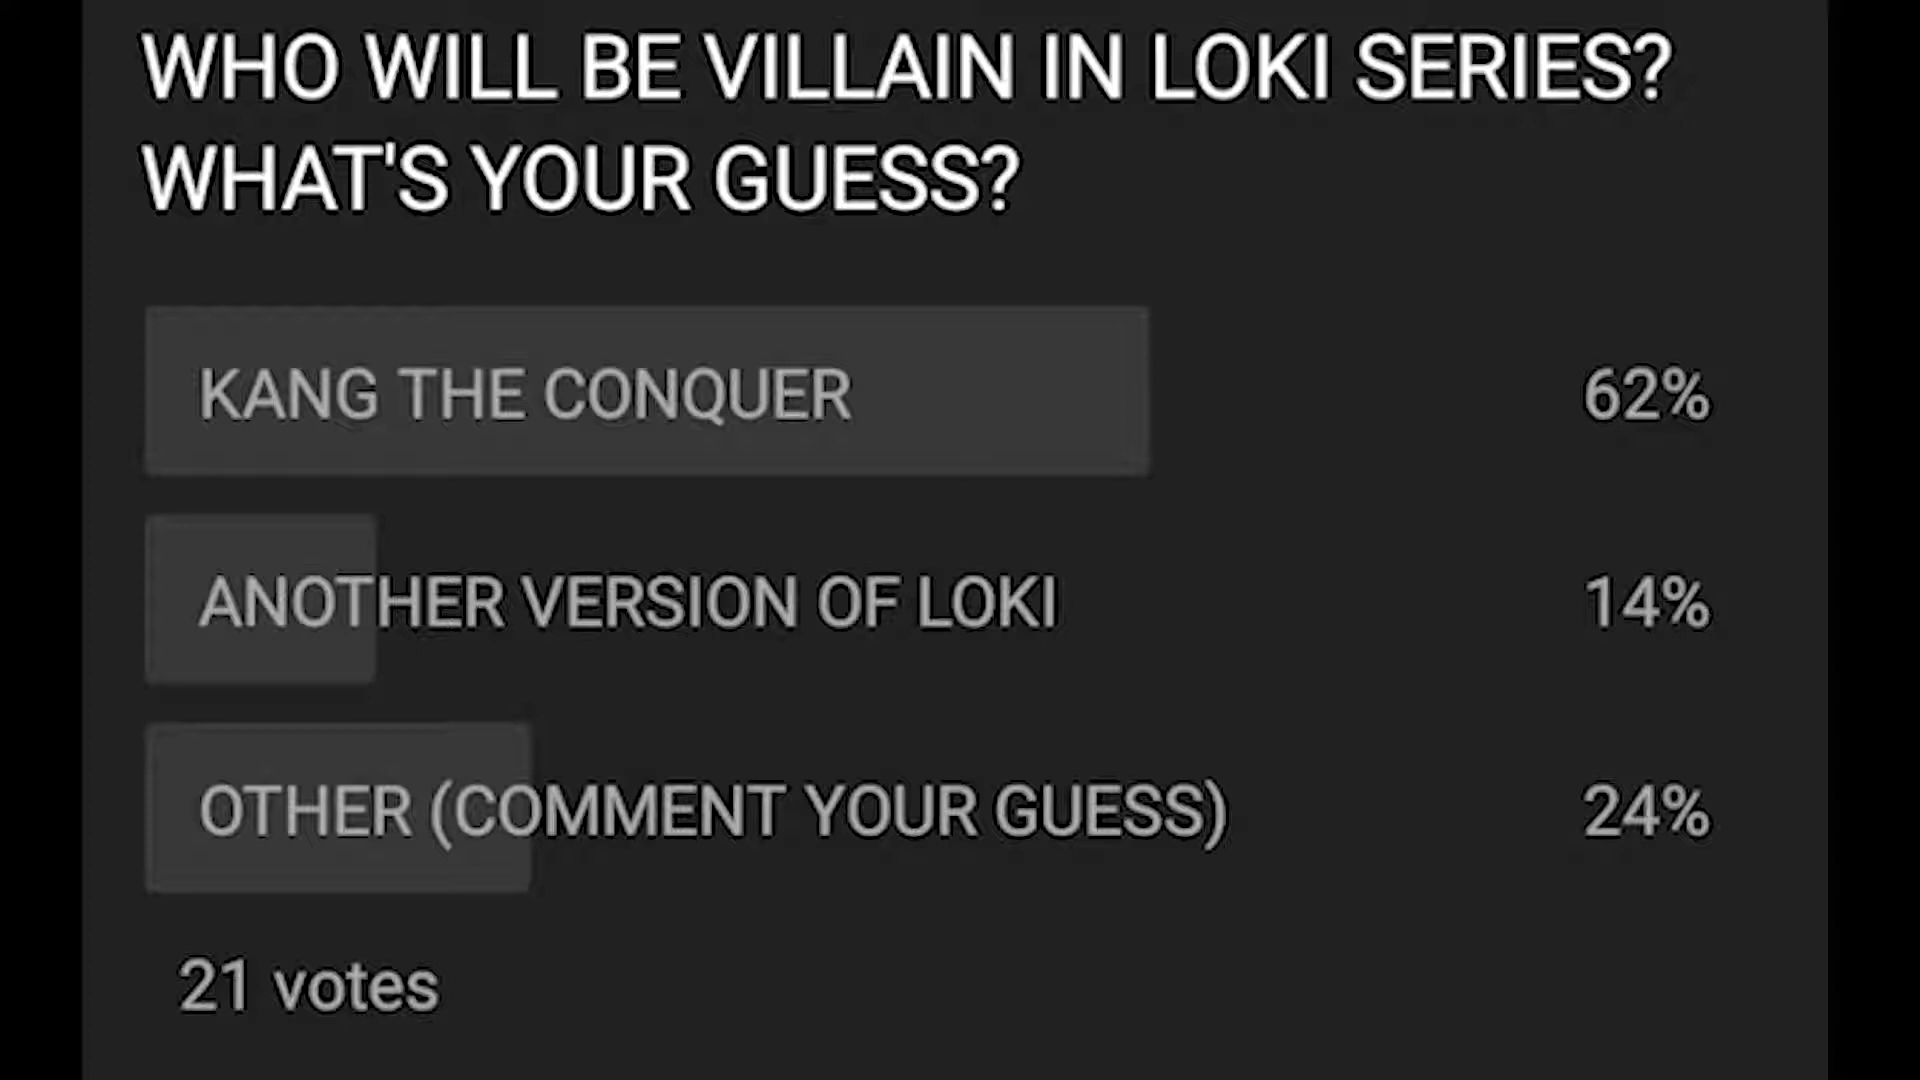 WHO WILL BE VILLAIN IN LOKI SERIES?
WHAT'S YOUR GUESS?
KANG THE CONQUER 62%
ANOTHER VERSION OF LOKI 14%
OTHER (COMMENT YOUR GUESS) 24%
21 votes